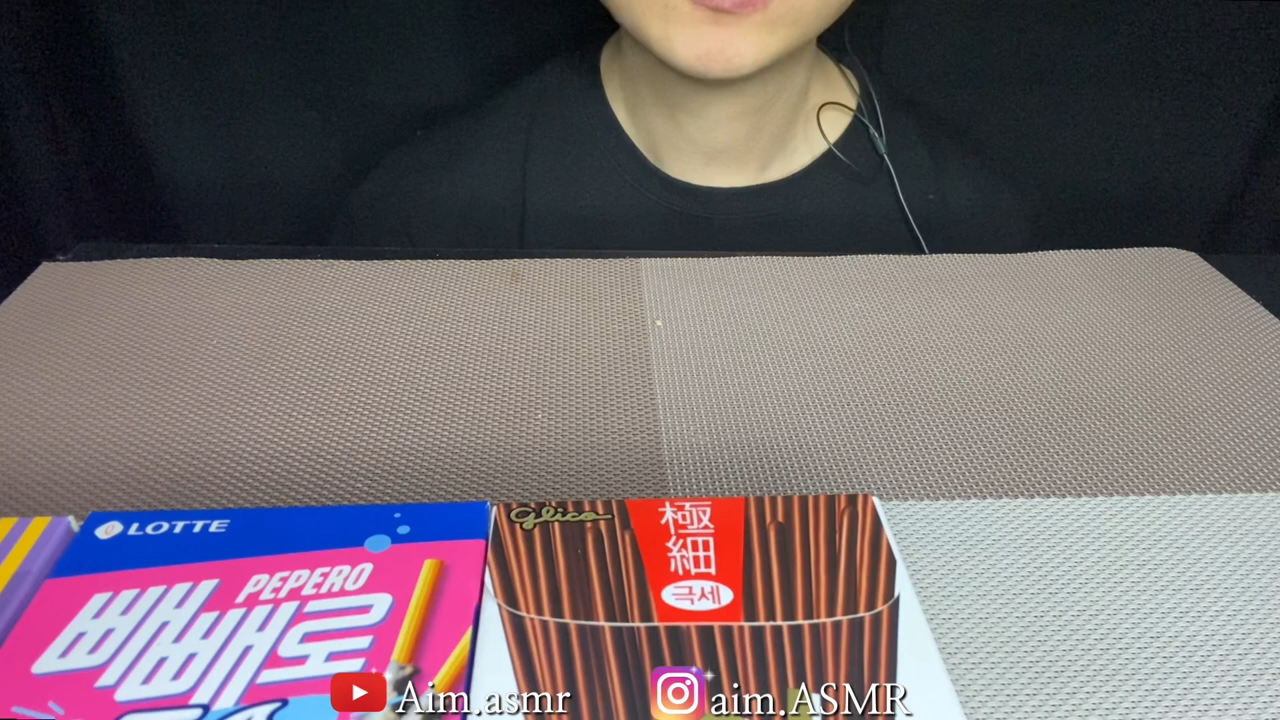 LOTTE
PEPERO
빼빼로
Glico
極細
극세
Aim.asmr
aim.ASMR